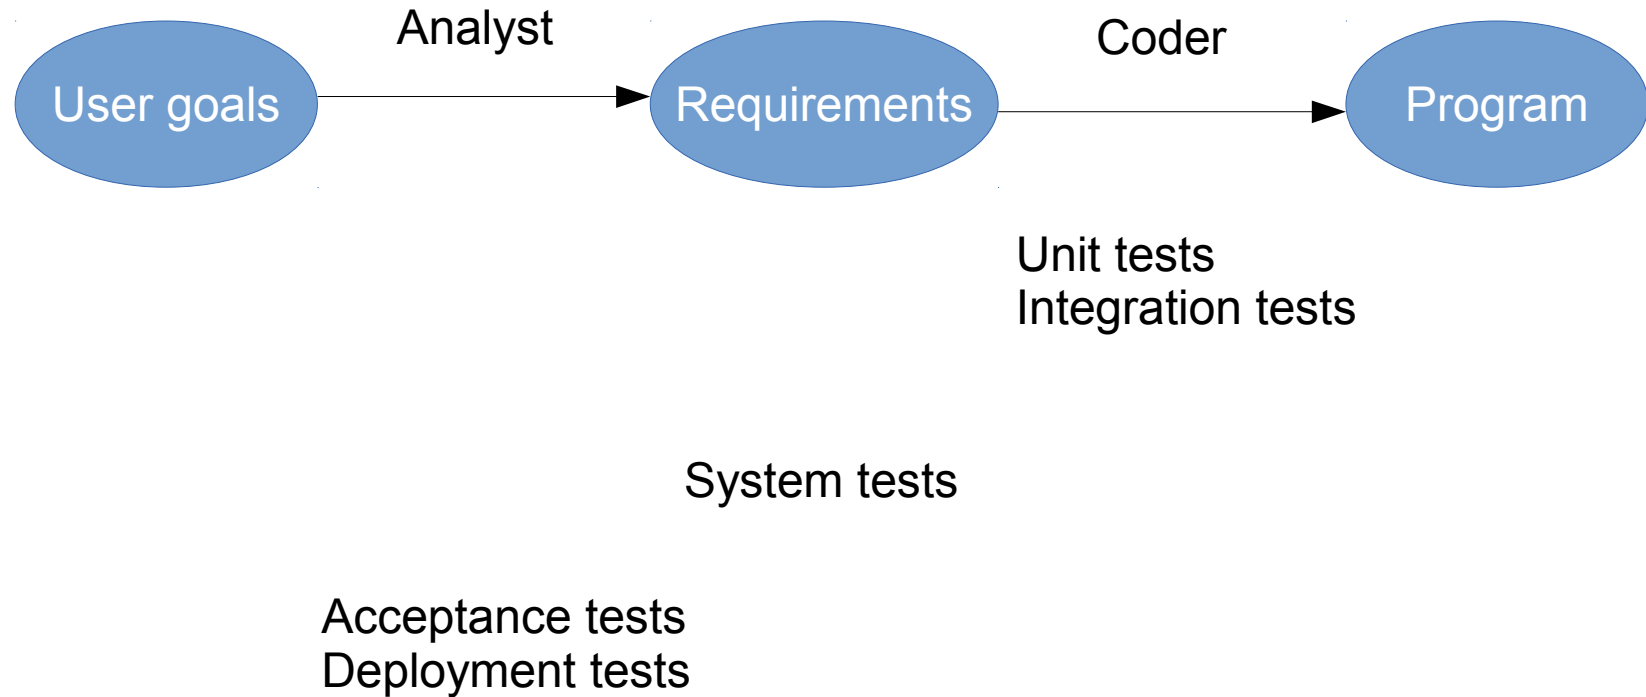 Analyst
Coder
User goals
Requirements
Program
Unit tests
Integration tests
System tests
Acceptance tests
Deployment tests